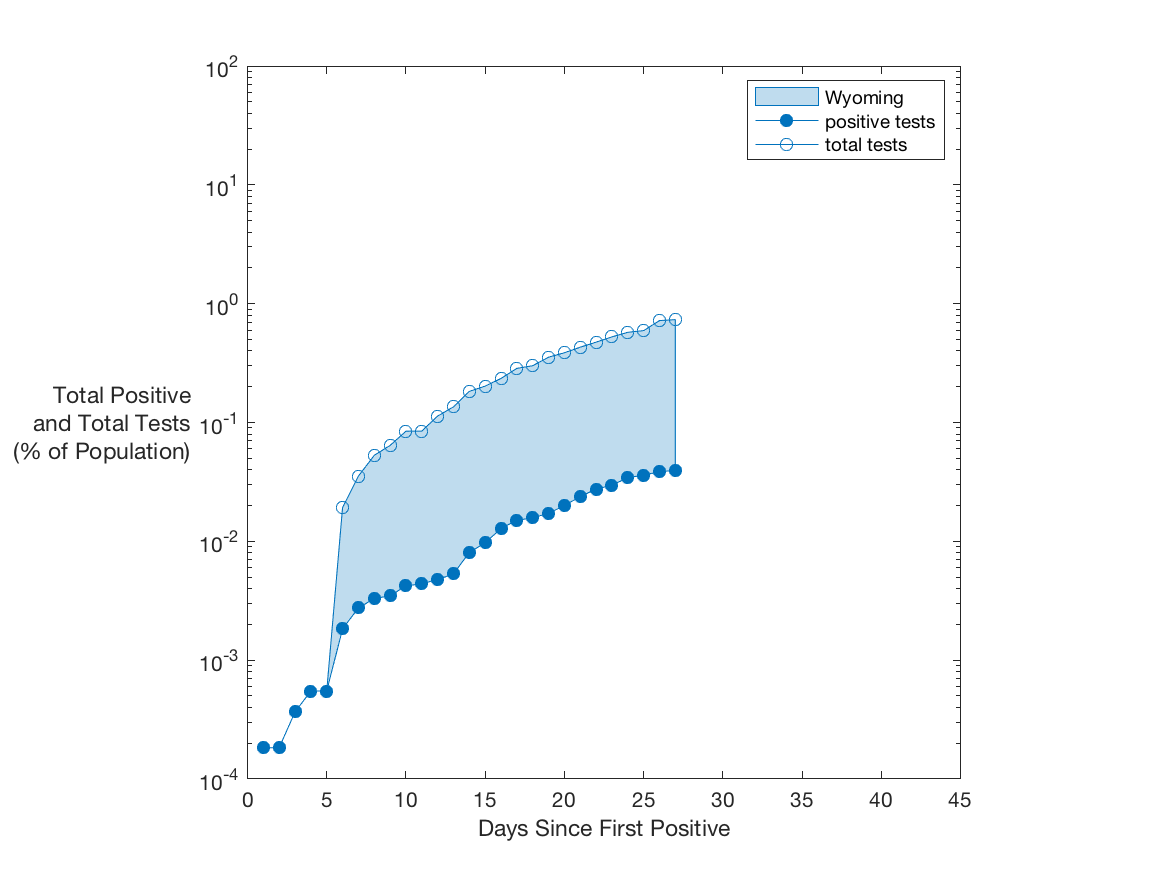 10^2
10^1
10^0
10^-1
10^-2
10^-3
10^-4
Total Positive
and Total Tests
(% of Population)
Wyoming
positive tests
total tests
0 5 10 15 20 25 30 35 40 45
Days Since First Positive